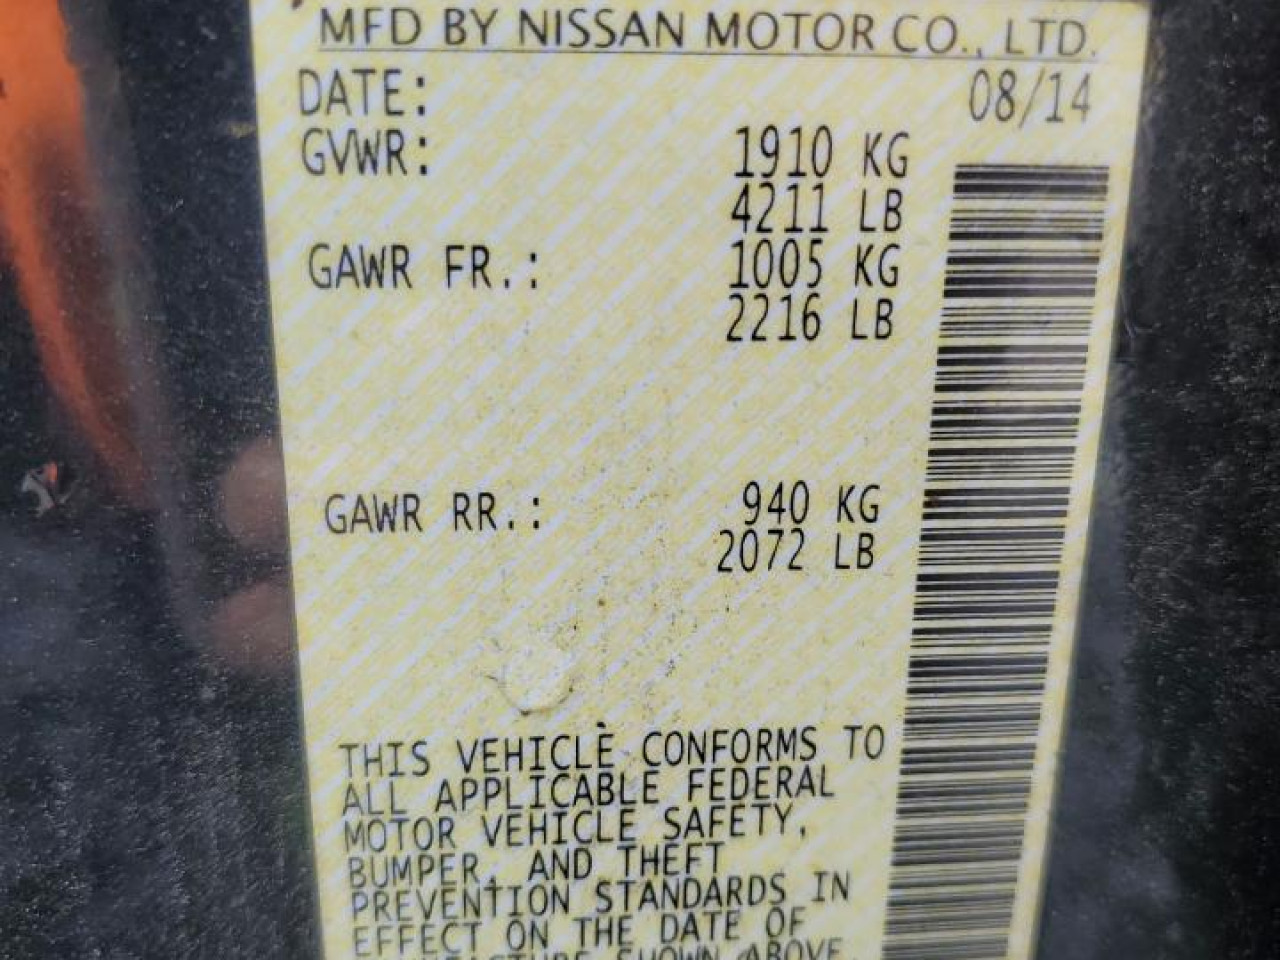 MFD BY NISSAN MOTOR CO., LTD.
DATE: 08/14
GVWR: 1910 KG
4211 LB
GAWR FR.: 1005 KG
2216 LB
GAWR RR.: 940 KG
2072 LB
THIS VEHICLE CONFORMS TO
ALL APPLICABLE FEDERAL
MOTOR VEHICLE SAFETY,
BUMPER, AND THEFT
PREVENTION STANDARDS IN
EFFECT ON THE DATE OF
SHOWN ABOVE.